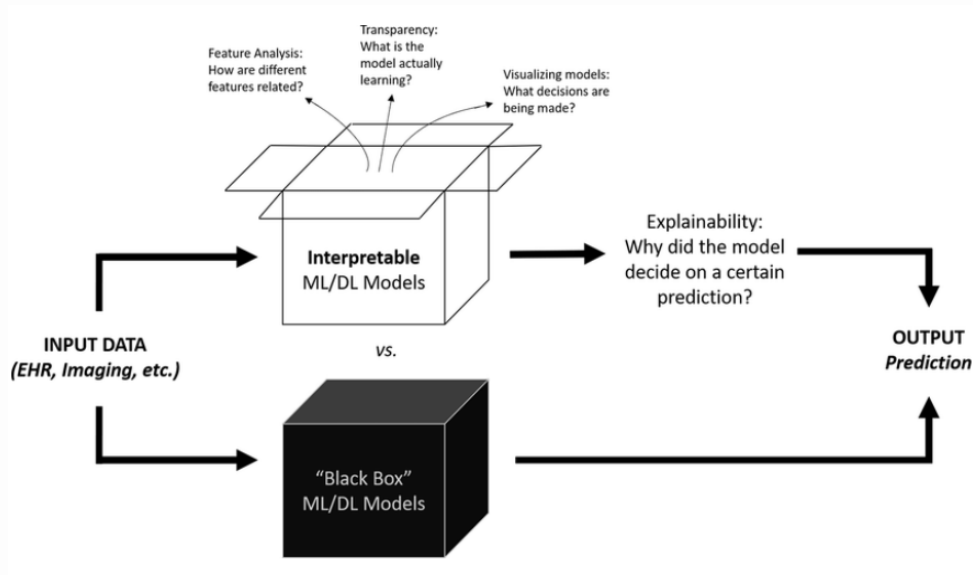 Feature Analysis:
How are different
features related?
Transparency:
What is the
model actually
learning?
Visualizing models:
What decisions are
being made?
Interpretable
ML/DL Models
Explainability:
Why did the model
decide on a certain
prediction?
INPUT DATA
(EHR, Imaging, etc.)
vs.
OUTPUT
Prediction
“Black Box”
ML/DL Models